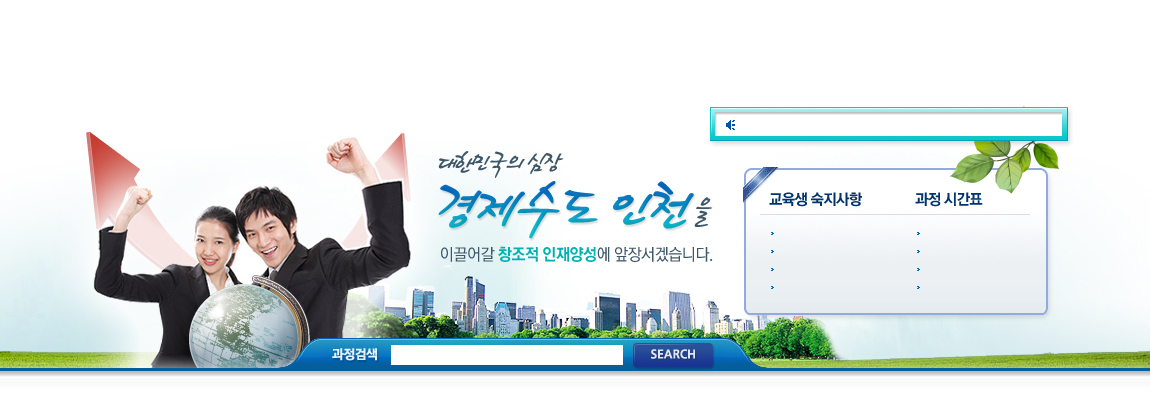 대한민국의 심장
경제수도 인천을
이끌어갈 창조적 인재양성에 앞장서겠습니다.
교육생 숙지사항
과정 시간표
과정검색
SEARCH